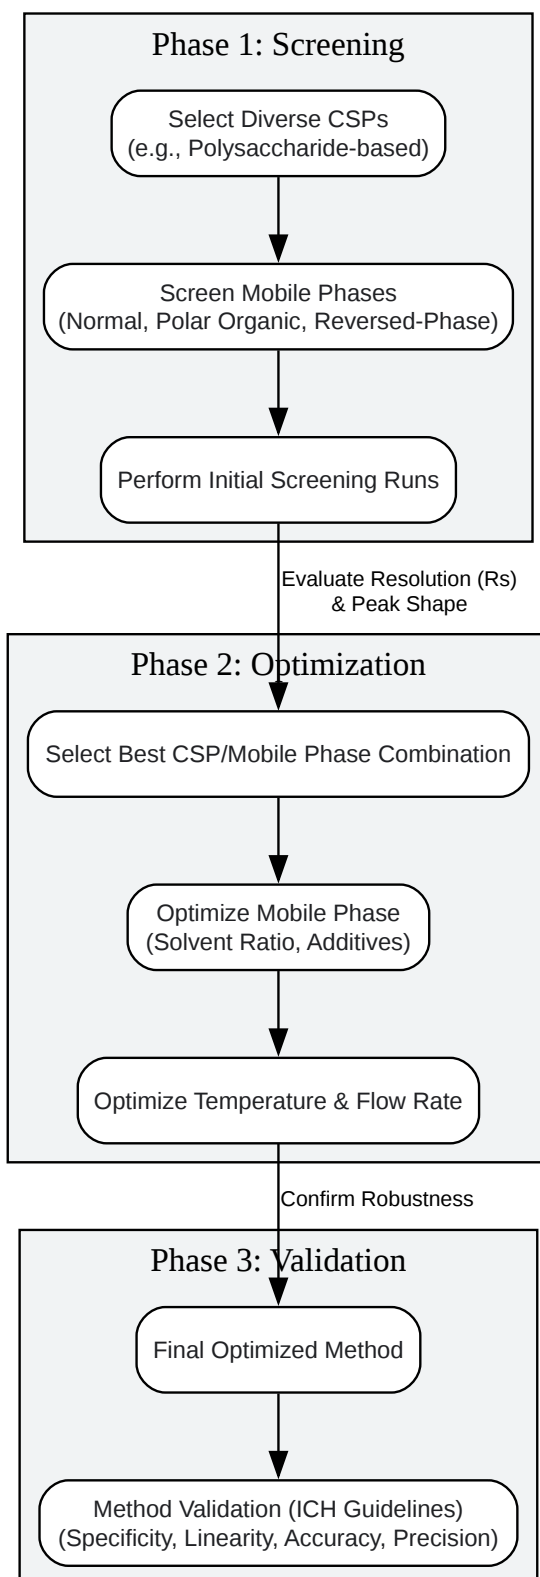 Phase 1: Screening
Select Diverse CSPs
(e.g., Polysaccharide-based)
Screen Mobile Phases
(Normal, Polar Organic, Reversed-Phase)
Perform Initial Screening Runs
Evaluate Resolution (Rs)
& Peak Shape
Phase 2: Optimization
Select Best CSP/Mobile Phase Combination
Optimize Mobile Phase
(Solvent Ratio, Additives)
Optimize Temperature & Flow Rate
Confirm Robustness
Phase 3: Validation
Final Optimized Method
Method Validation (ICH Guidelines)
(Specificity, Linearity, Accuracy, Precision)